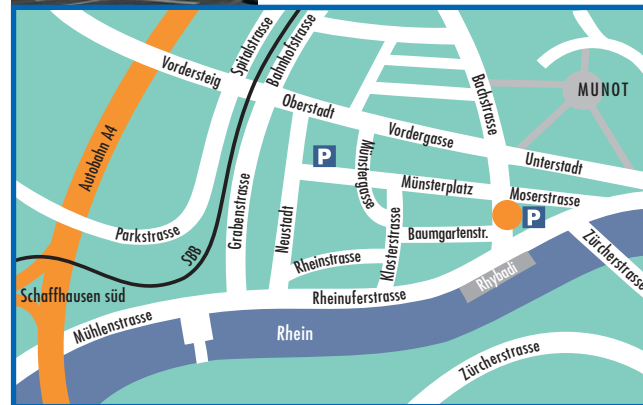 Spitalstrasse
Bahnhofstrasse
Vordersteig
Oberstadt
Bachstrasse
MUNOT
Autobahn A4
Vordergasse
Unterstadt
P
Münstergasse
Münsterplatz
Moserstrasse
P
Parkstrasse
SBB
Grabenstrasse
Neustadt
Klosterstrasse
Baumgartenstr.
Zürcherstrasse
Rheinstrasse
Rhybadi
Schaffhausen süd
Rheinuferstrasse
Mühlenstrasse
Rhein
Zürcherstrasse